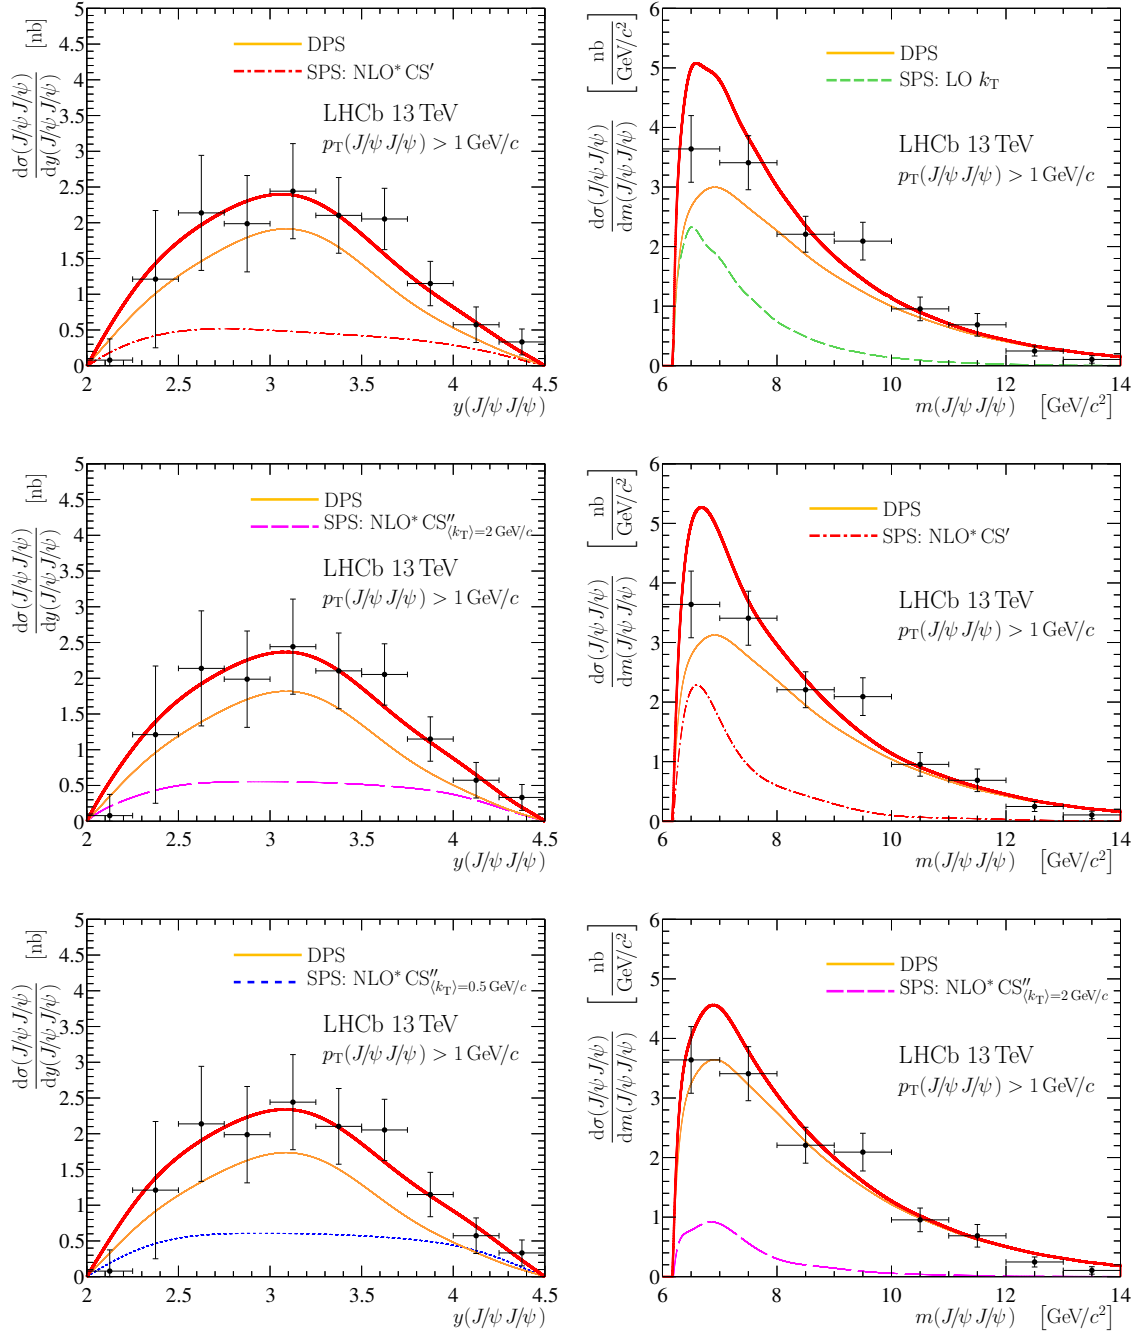 dσ(J/ψ J/ψ)/dy(J/ψ J/ψ) [nb]
5
4.5
4
3.5
3
2.5
2
1.5
1
0.5
0
DPS
SPS: NLO* CS′
LHCb 13 TeV
p_T(J/ψ J/ψ) > 1 GeV/c
2 2.5 3 3.5 4 4.5
y(J/ψ J/ψ)
dσ(J/ψ J/ψ)/dm(J/ψ J/ψ) [nb/GeV/c²]
6
5
4
3
2
1
0
DPS
SPS: LO k_T
LHCb 13 TeV
p_T(J/ψ J/ψ) > 1 GeV/c
6 8 10 12 14
m(J/ψ J/ψ) [GeV/c²]
dσ(J/ψ J/ψ)/dy(J/ψ J/ψ) [nb]
5
4.5
4
3.5
3
2.5
2
1.5
1
0.5
0
DPS
SPS: NLO* CS″⟨k_T⟩=2 GeV/c
LHCb 13 TeV
p_T(J/ψ J/ψ) > 1 GeV/c
2 2.5 3 3.5 4 4.5
y(J/ψ J/ψ)
dσ(J/ψ J/ψ)/dm(J/ψ J/ψ) [nb/GeV/c²]
6
5
4
3
2
1
0
DPS
SPS: NLO* CS′
LHCb 13 TeV
p_T(J/ψ J/ψ) > 1 GeV/c
6 8 10 12 14
m(J/ψ J/ψ) [GeV/c²]
dσ(J/ψ J/ψ)/dy(J/ψ J/ψ) [nb]
5
4.5
4
3.5
3
2.5
2
1.5
1
0.5
0
DPS
SPS: NLO* CS″⟨k_T⟩=0.5 GeV/c
LHCb 13 TeV
p_T(J/ψ J/ψ) > 1 GeV/c
2 2.5 3 3.5 4 4.5
y(J/ψ J/ψ)
dσ(J/ψ J/ψ)/dm(J/ψ J/ψ) [nb/GeV/c²]
6
5
4
3
2
1
0
DPS
SPS: NLO* CS″⟨k_T⟩=2 GeV/c
LHCb 13 TeV
p_T(J/ψ J/ψ) > 1 GeV/c
6 8 10 12 14
m(J/ψ J/ψ) [GeV/c²]